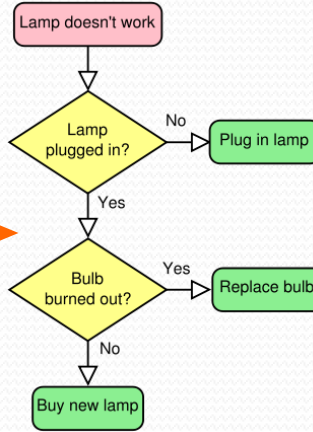 Lamp doesn't work
Lamp
plugged in?
No
Plug in lamp
Yes
Bulb
burned out?
Yes
Replace bulb
No
Buy new lamp